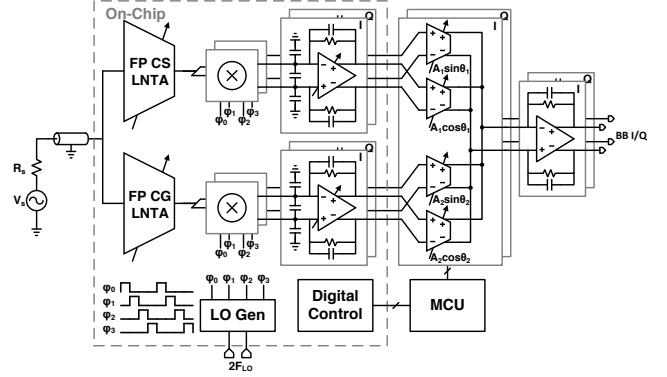 On-Chip
FP CS
LNTA
φ0 φ1 φ2 φ3
I
Q
A1sinθ1
A1cosθ1
I
Q
I
Q
BB I/Q
Rs
Vs
FP CG
LNTA
φ0 φ1 φ2 φ3
I
Q
A2sinθ2
A2cosθ2
φ0
φ1
φ2
φ3
φ0 φ1 φ2 φ3
LO Gen
2FLO
Digital
Control
MCU